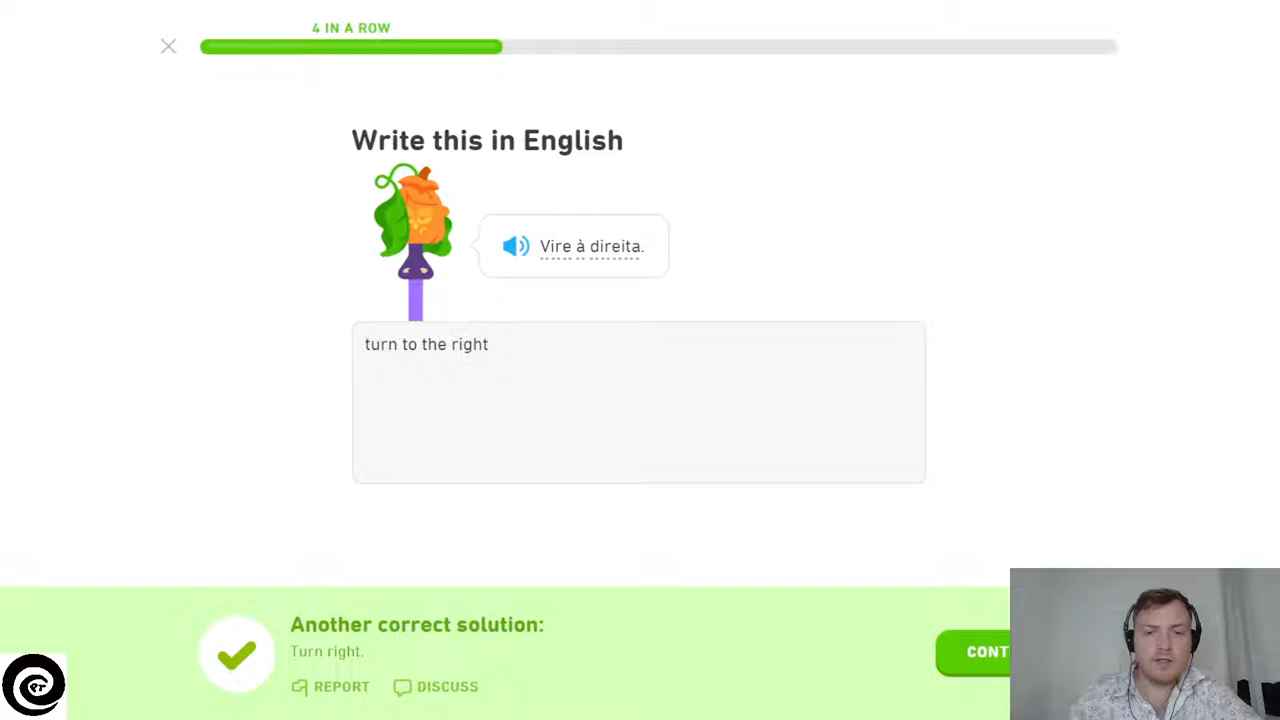 4 IN A ROW
Write this in English
Vire à direita.
turn to the right
Another correct solution:
Turn right.
REPORT DISCUSS
CONT